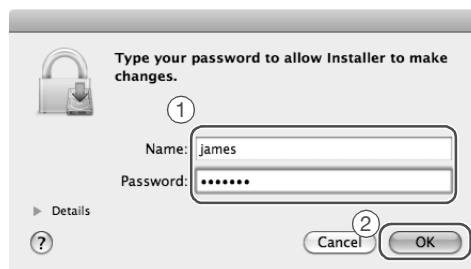 Type your password to allow Installer to make
changes.
1
Name: james
Password: •••••••
Details
2
? Cancel OK